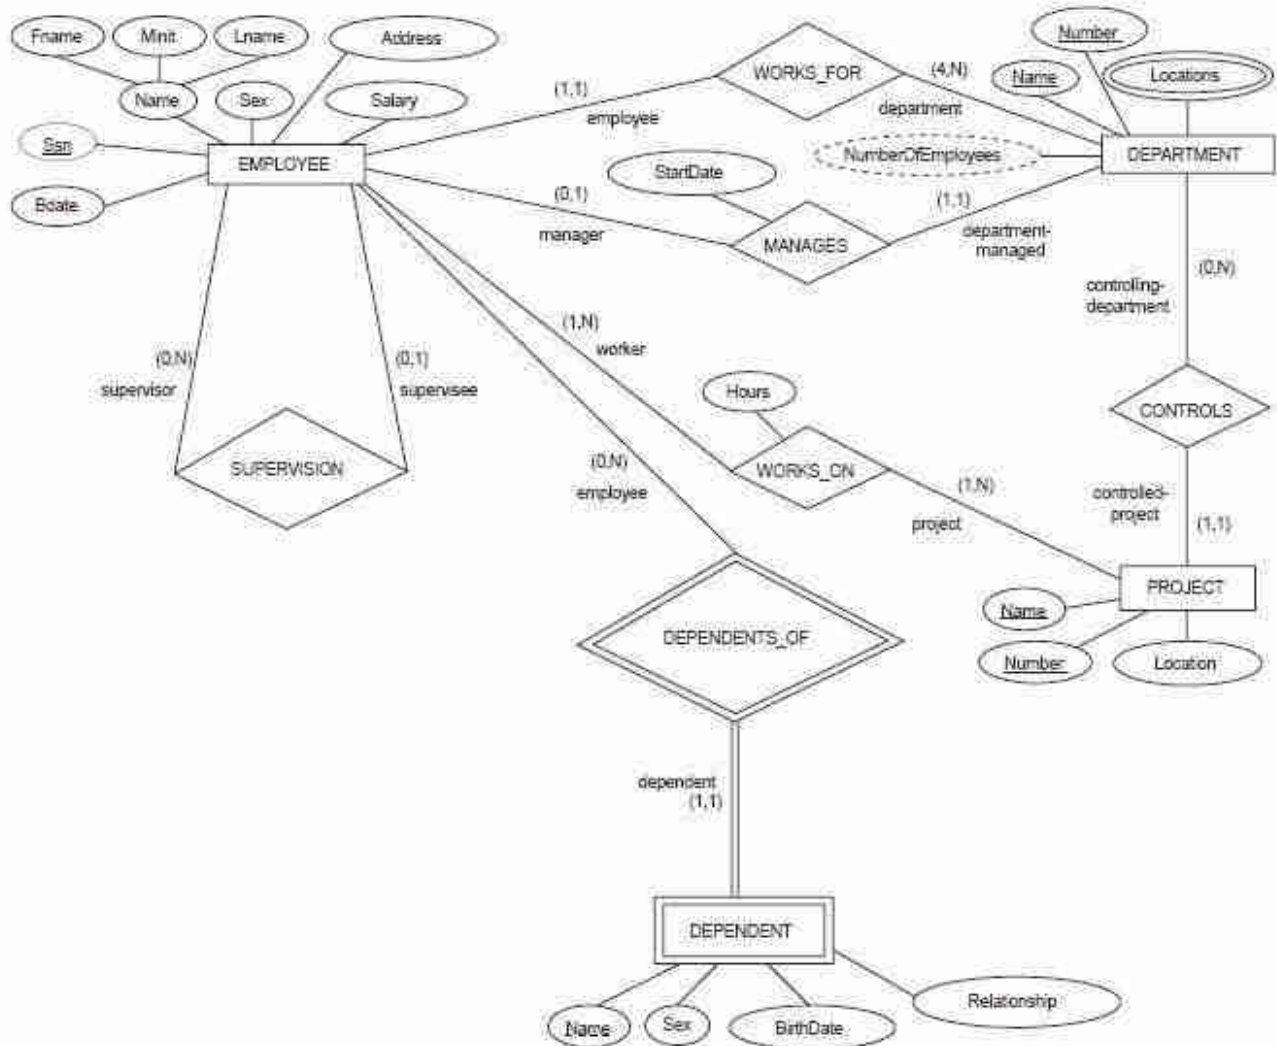 Fname
Minit
Lname
Address
Number
Name
Sex
Salary
WORKS_FOR
(4,N)
Name
Locations
(1,1)
employee
department
Ssn
EMPLOYEE
NumberOfEmployees
DEPARTMENT
StartDate
Bdate
(0,1)
manager
MANAGES
(1,1)
department-
managed
(0,N)
controlling-
department
(1,N)
worker
(0,N)
supervisor
(0,1)
supervisee
Hours
CONTROLS
SUPERVISION
(0,N)
employee
WORKS_ON
(1,N)
project
controlled-
project
(1,1)
PROJECT
Name
DEPENDENTS_OF
Number
Location
dependent
(1,1)
DEPENDENT
Name
Sex
BirthDate
Relationship